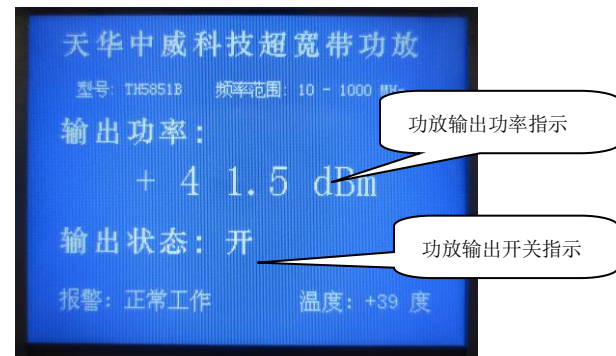 天华中威科技超宽带功放
型号: TH5851B 频率范围: 10 - 1000 MHz
输出功率:
功放输出功率指示
+ 4 1.5 dBm
输出状态: 开
功放输出开关指示
报警: 正常工作 温度: +39 度